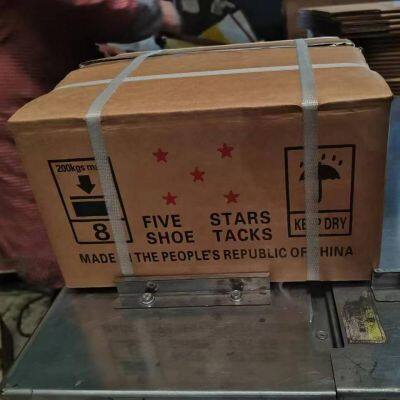 200kgs
8
FIVE STARS
SHOE TACKS
KEEP DRY
MADE IN THE PEOPLE'S REPUBLIC OF CHINA